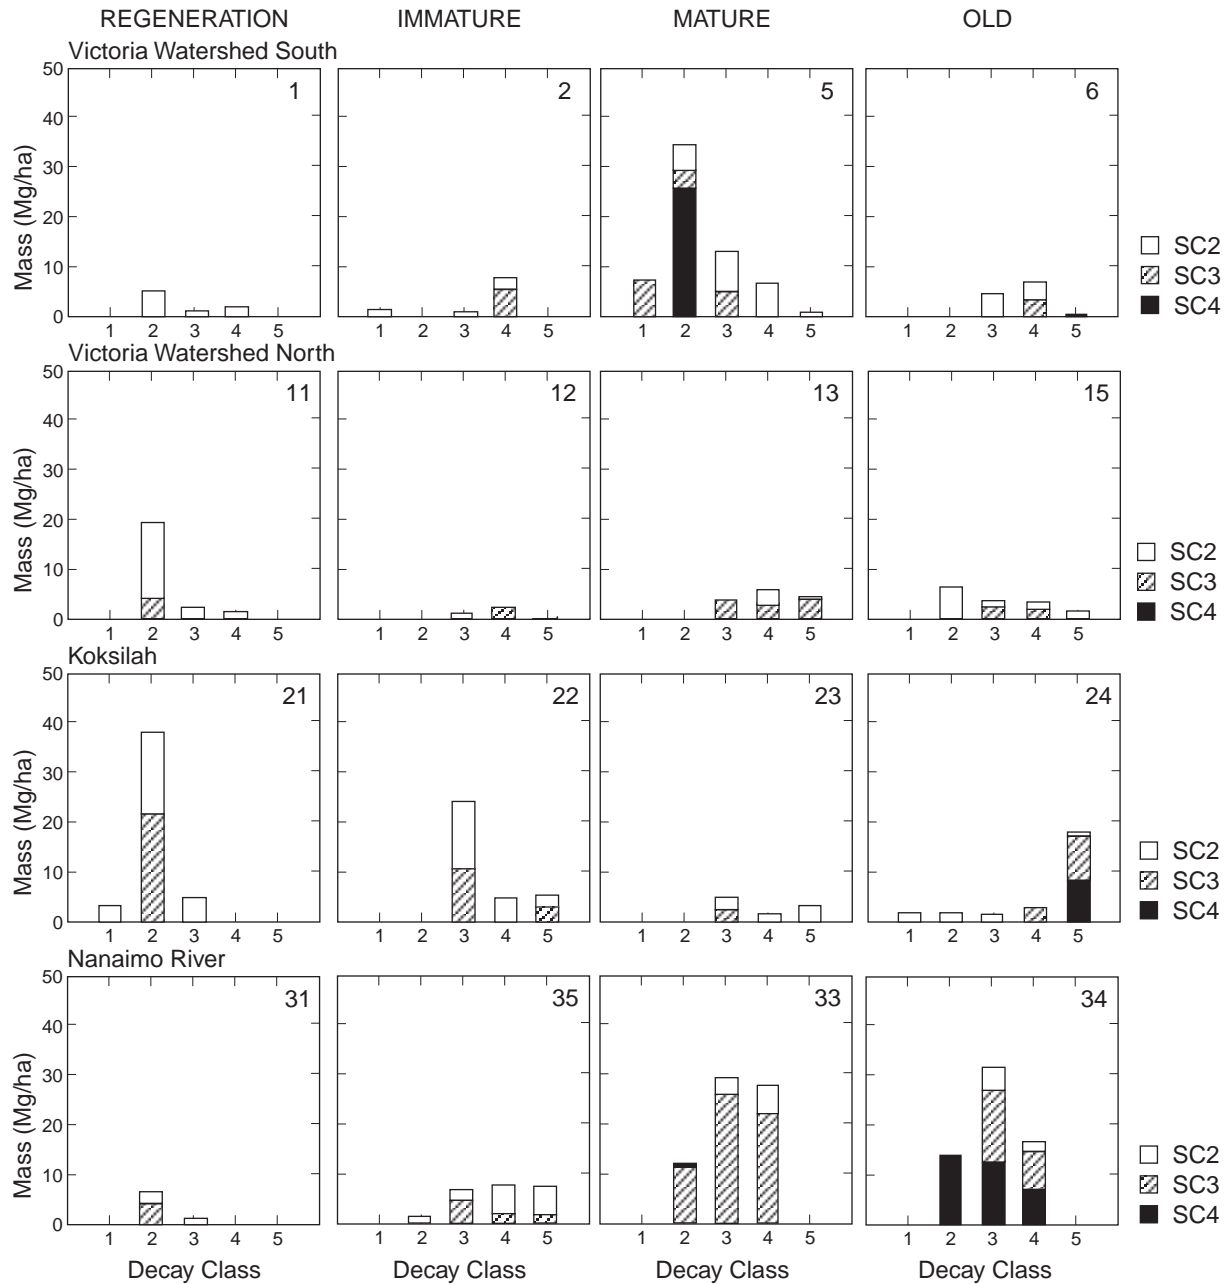 REGENERATION IMMATURE MATURE OLD
Victoria Watershed South
50 40 30 20 10 0
Mass (Mg/ha)
1 2 5 6
1 2 3 4 5 1 2 3 4 5 1 2 3 4 5 1 2 3 4 5
SC2
SC3
SC4
Victoria Watershed North
50 40 30 20 10 0
Mass (Mg/ha)
11 12 13 15
1 2 3 4 5 1 2 3 4 5 1 2 3 4 5 1 2 3 4 5
SC2
SC3
SC4
Koksilah
50 40 30 20 10 0
Mass (Mg/ha)
21 22 23 24
1 2 3 4 5 1 2 3 4 5 1 2 3 4 5 1 2 3 4 5
SC2
SC3
SC4
Nanaimo River
50 40 30 20 10 0
Mass (Mg/ha)
31 35 33 34
1 2 3 4 5 1 2 3 4 5 1 2 3 4 5 1 2 3 4 5
SC2
SC3
SC4
Decay Class Decay Class Decay Class Decay Class